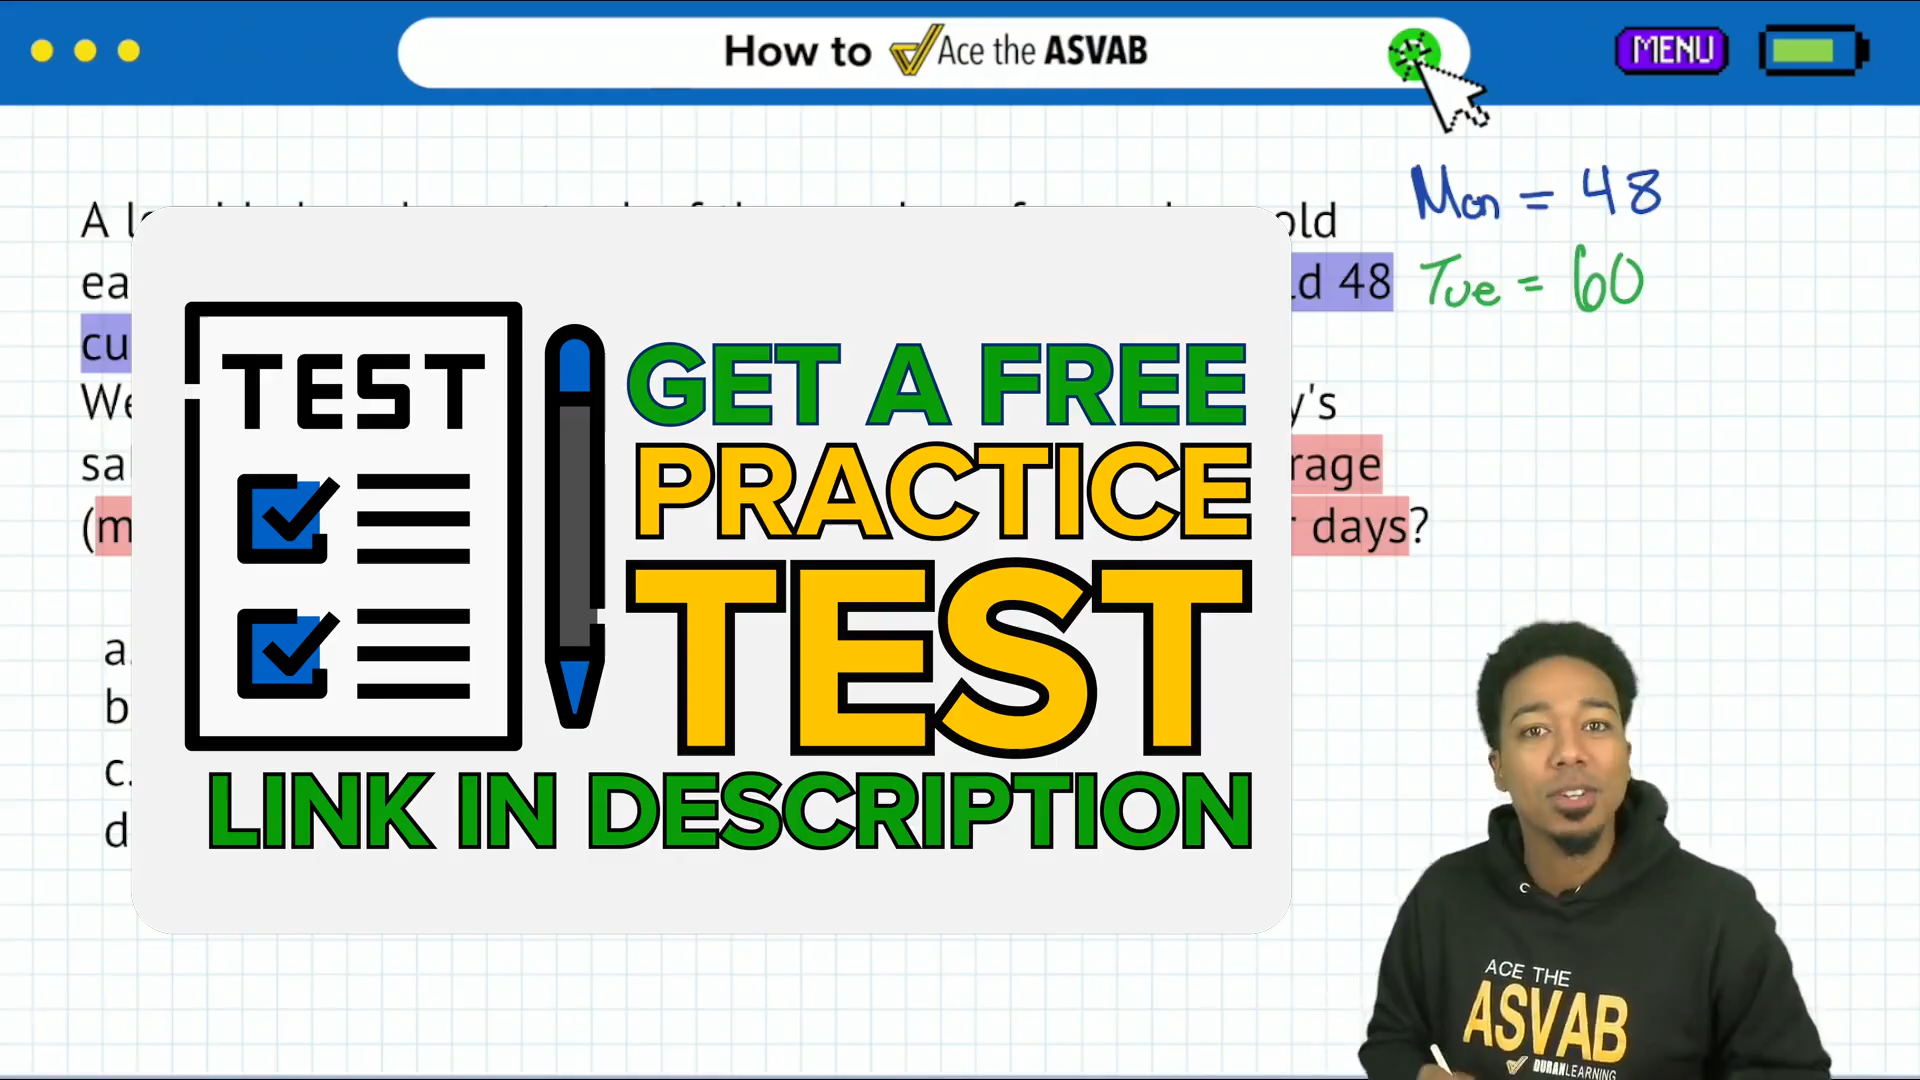 How to Ace the ASVAB
MENU
Mon = 48
A old
ea d 48
Tue = 60
cu
We y's
sal rage
(m days?
a.
b
c.
d
TEST
GET A FREE
PRACTICE
TEST
LINK IN DESCRIPTION
ACE THE
ASVAB
DURANLEARNING